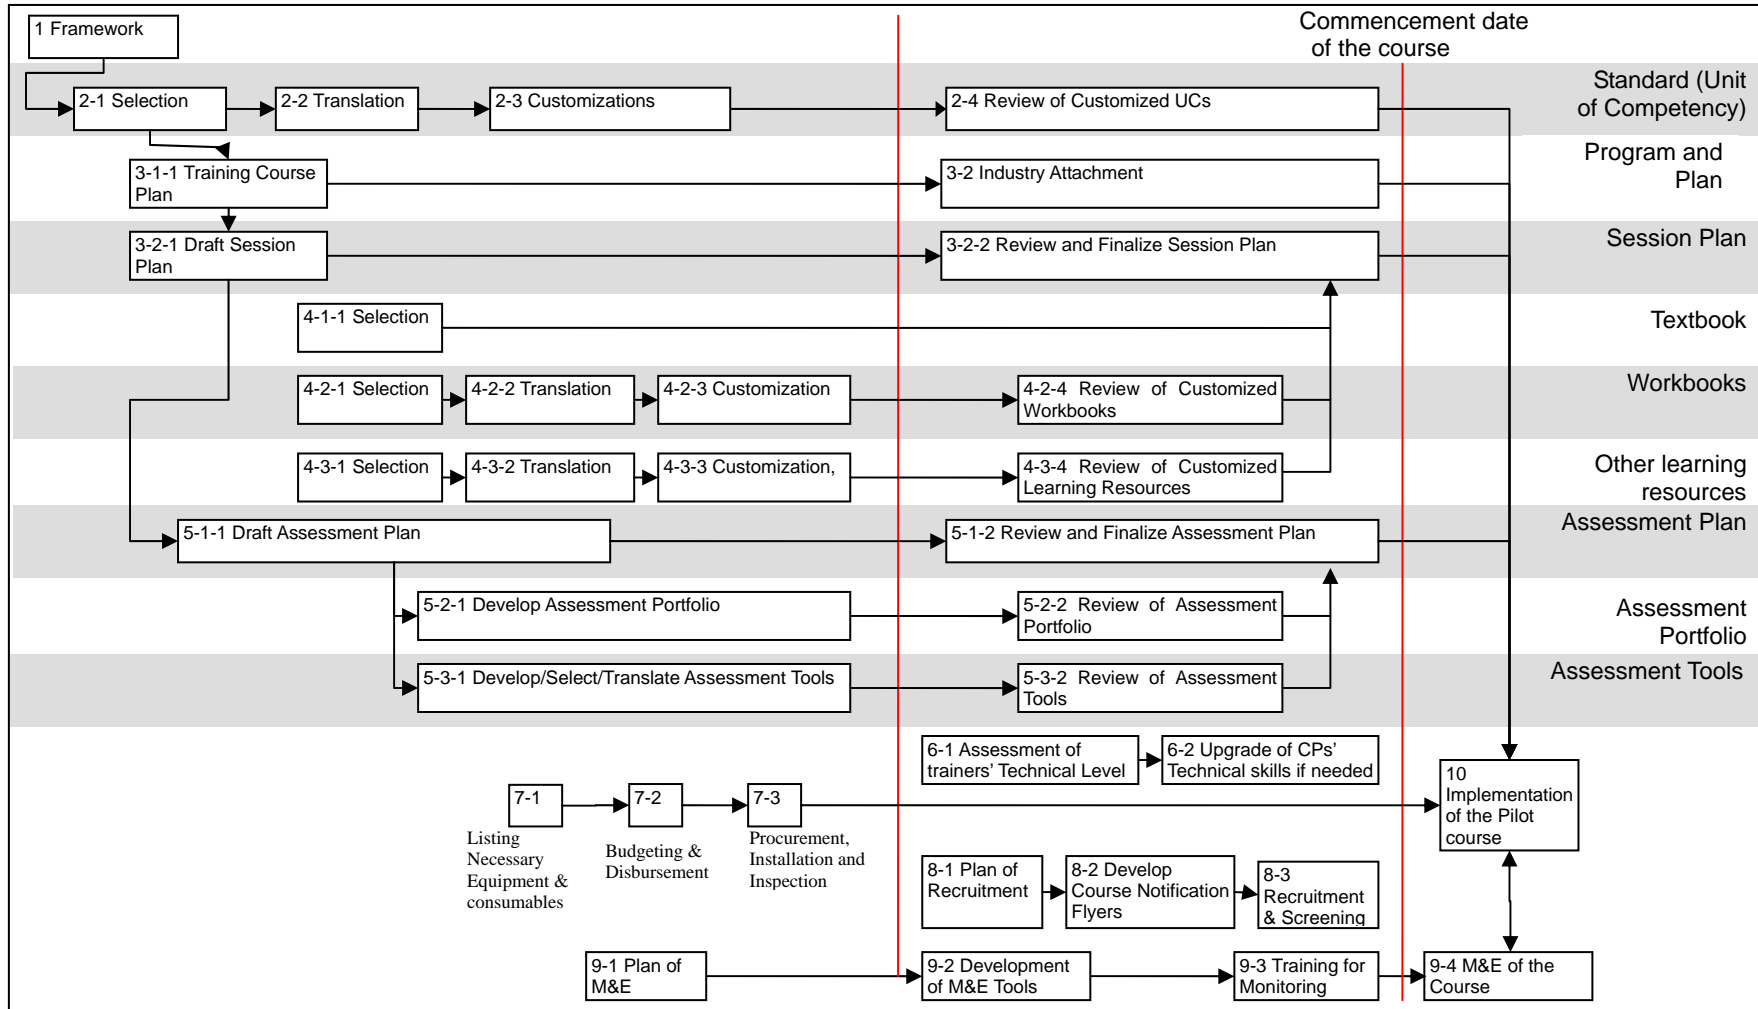 1 Framework
Commencement date
of the course
2-1 Selection
2-2 Translation
2-3 Customizations
2-4 Review of Customized UCs
Standard (Unit
of Competency)
3-1-1 Training Course
Plan
3-2 Industry Attachment
Program and
Plan
3-2-1 Draft Session
Plan
3-2-2 Review and Finalize Session Plan
Session Plan
4-1-1 Selection
Textbook
4-2-1 Selection
4-2-2 Translation
4-2-3 Customization
4-2-4 Review of Customized
Workbooks
Workbooks
4-3-1 Selection
4-3-2 Translation
4-3-3 Customization,
4-3-4 Review of Customized
Learning Resources
Other learning
resources
5-1-1 Draft Assessment Plan
5-1-2 Review and Finalize Assessment Plan
Assessment Plan
5-2-1 Develop Assessment Portfolio
5-2-2 Review of Assessment
Portfolio
Assessment
Portfolio
5-3-1 Develop/Select/Translate Assessment Tools
5-3-2 Review of Assessment
Tools
Assessment Tools
6-1 Assessment of
trainers' Technical Level
6-2 Upgrade of CPs'
Technical skills if needed
7-1
Listing
Necessary
Equipment &
consumables
7-2
Budgeting &
Disbursement
7-3
Procurement,
Installation and
Inspection
10
Implementation
of the Pilot
course
8-1 Plan of
Recruitment
8-2 Develop
Course Notification
Flyers
8-3
Recruitment
& Screening
9-1 Plan of
M&E
9-2 Development
of M&E Tools
9-3 Training for
Monitoring
9-4 M&E of the
Course